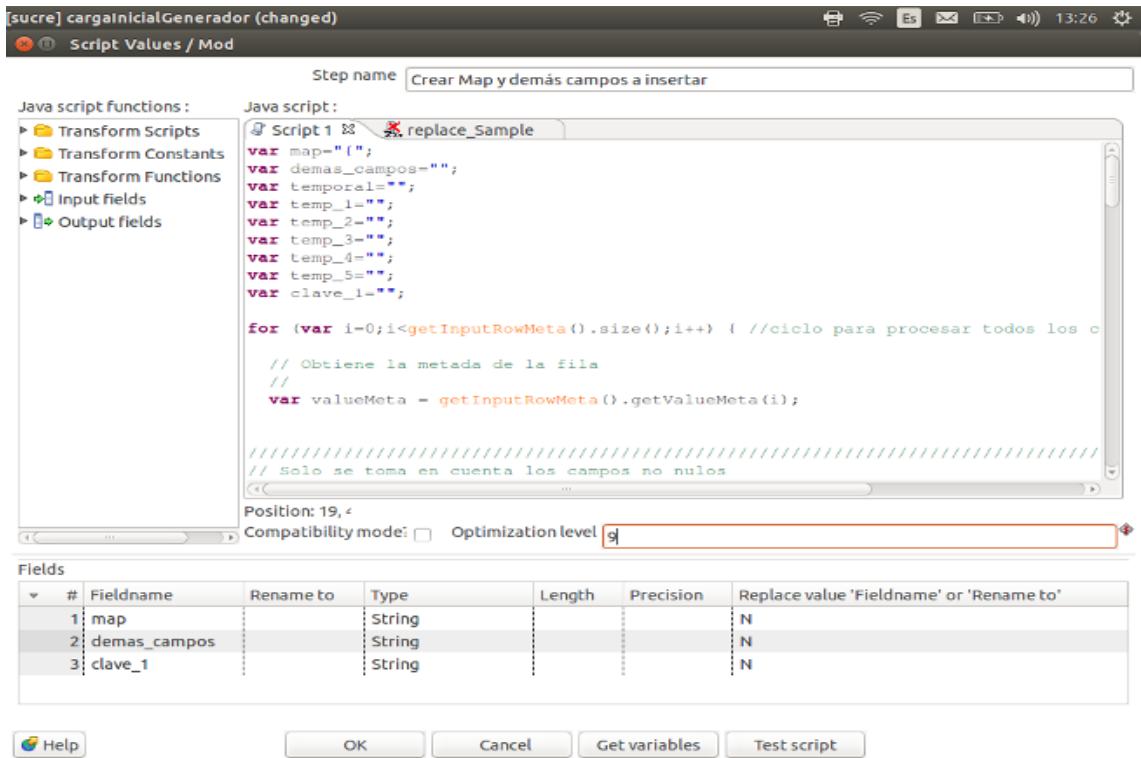 [sucre] cargaInicialGenerador (changed) Es 13:26
Script Values / Mod
Step name Crear Map y demás campos a insertar
Java script functions : Java script :
Transform Scripts
Transform Constants
Transform Functions
Input fields
Output fields
Script 1 replace_Sample
var map="{";
var demas_campos="";
var temporal="";
var temp_1="";
var temp_2="";
var temp_3="";
var temp_4="";
var temp_5="";
var clave_1="";
for (var i=0;i<getInputRowMeta().size();i++) { //ciclo para procesar todos los c
// Obtiene la metada de la fila
//
var valueMeta = getInputRowMeta().getValueMeta(i);
////////////////////////////////////////////////////////////////////////////////
// Solo se toma en cuenta los campos no nulos
Position: 19,
Compatibility mode? Optimization level 9
Fields
# Fieldname Rename to Type Length Precision Replace value 'Fieldname' or 'Rename to'
1 map String N
2 demas_campos String N
3 clave_1 String N
Help OK Cancel Get variables Test script